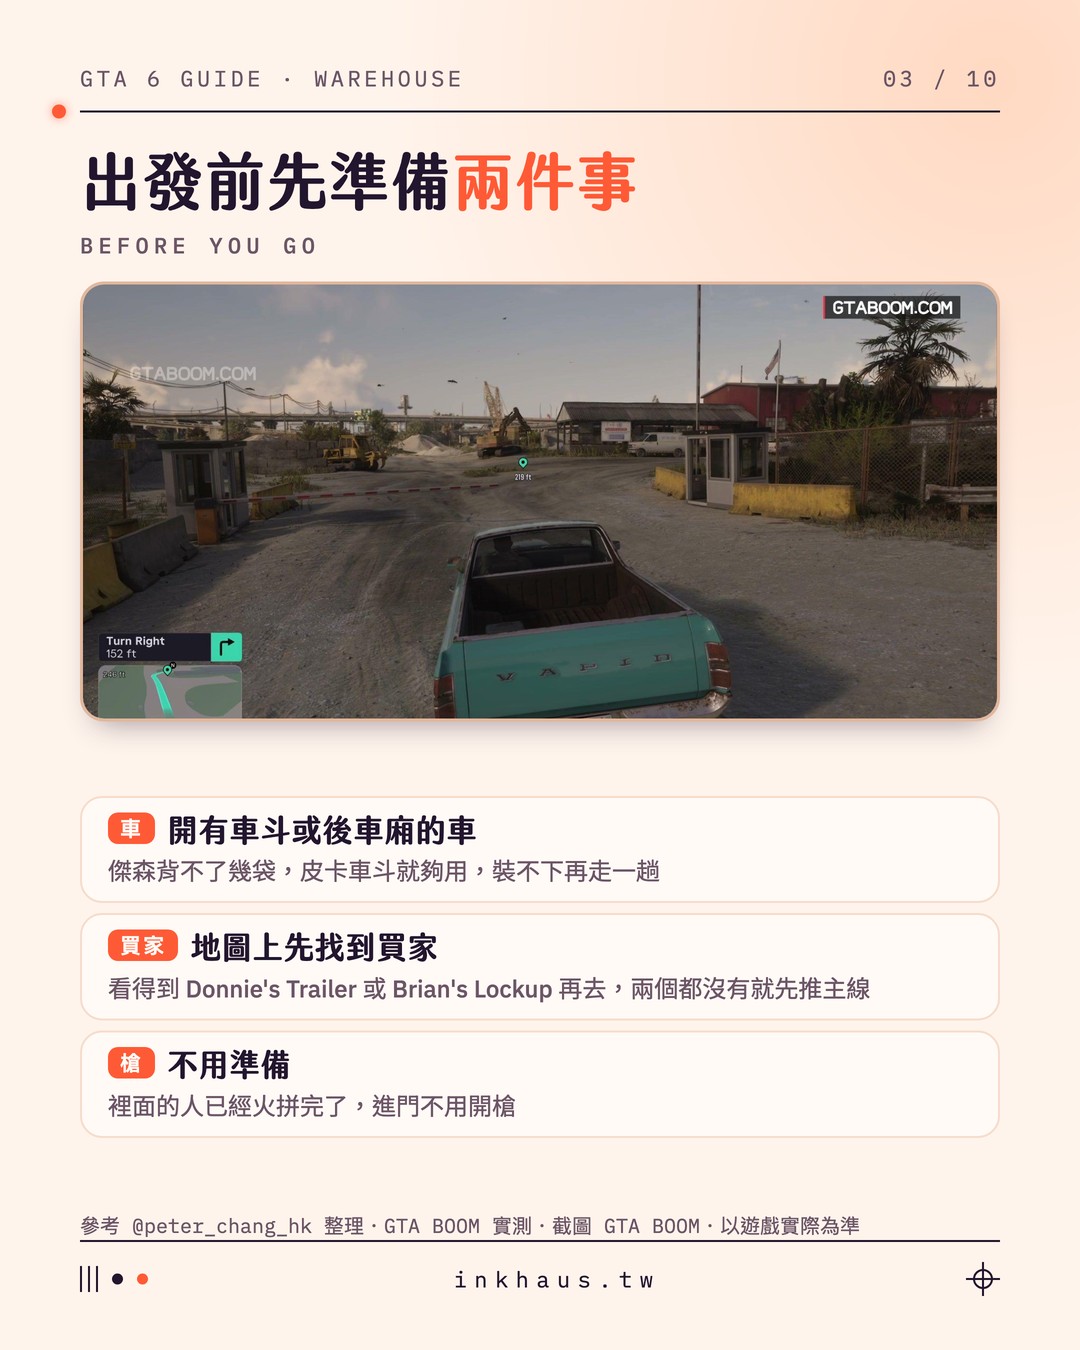 GTA 6 GUIDE · WAREHOUSE
03 / 10
出發前先準備兩件事
BEFORE YOU GO
GTABOOM.COM
GTABOOM.COM
219 ft
Turn Right
152 ft
VAPID
車 開有車斗或後車廂的車
傑森背不了幾袋，皮卡車斗就夠用，裝不下再走一趟
買家 地圖上先找到買家
看得到 Donnie's Trailer 或 Brian's Lockup 再去，兩個都沒有就先推主線
槍 不用準備
裡面的人已經火拼完了，進門不用開槍
參考 @peter_chang_hk 整理·GTA BOOM 實測·截圖 GTA BOOM·以遊戲實際為準
inkhaus.tw